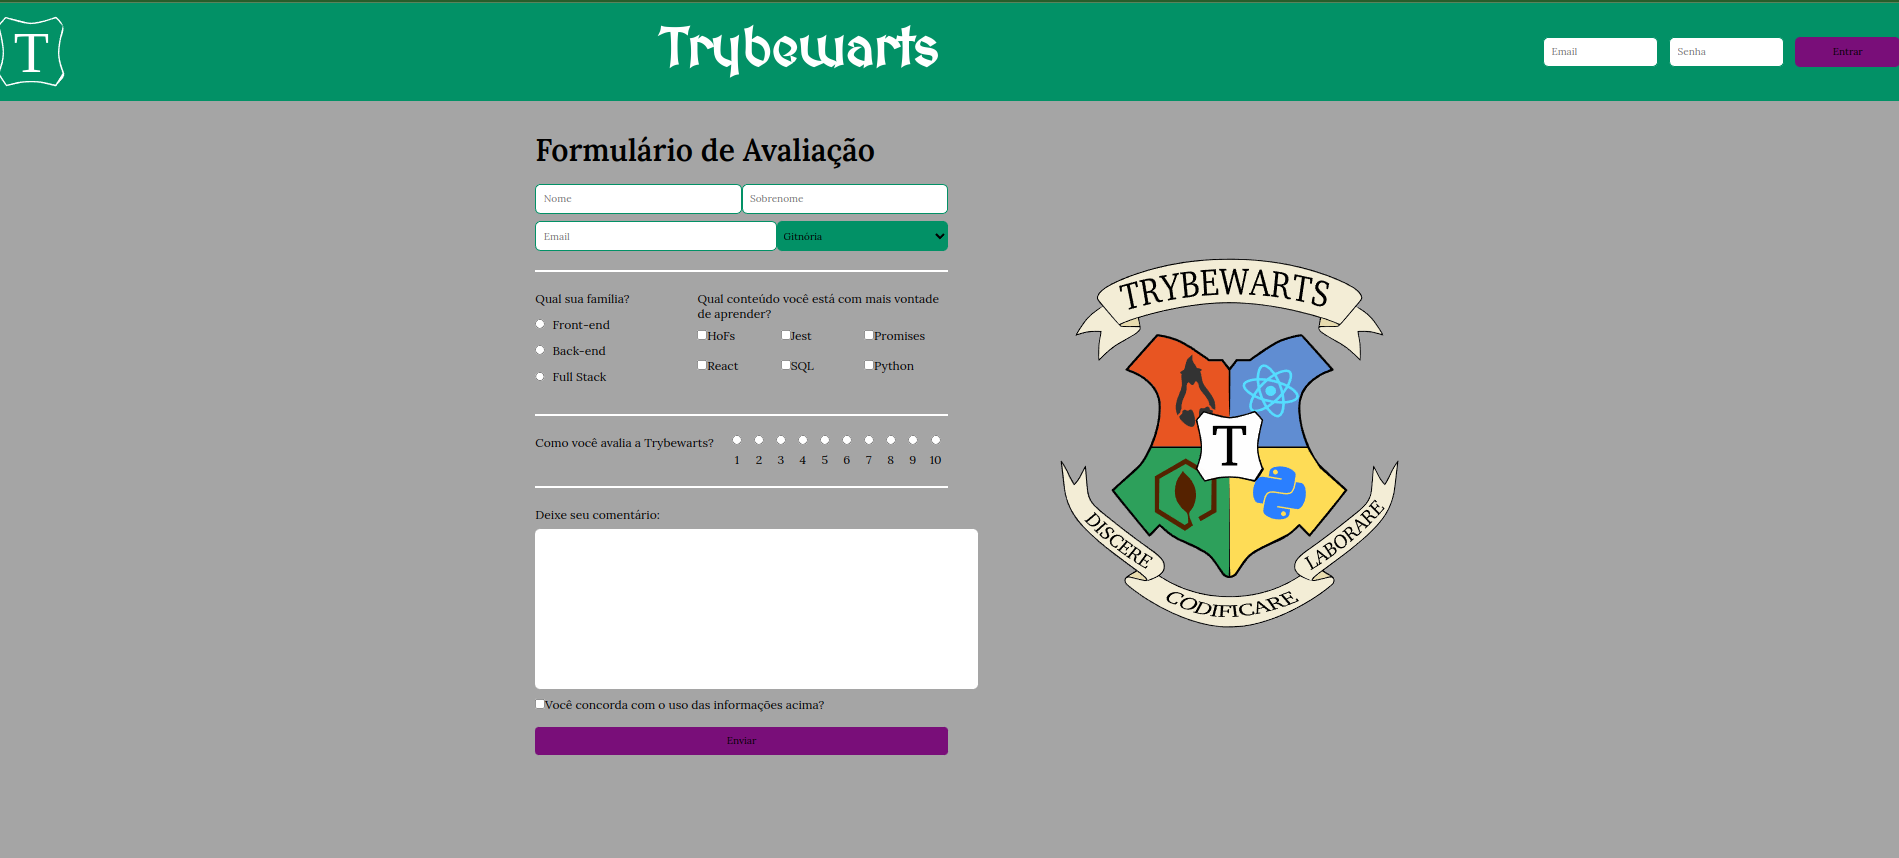 T
Trybewarts
Email Senha Entrar
Formulário de Avaliação
Nome Sobrenome
Email Gitnória
Qual sua família?
Front-end
Back-end
Full Stack
Qual conteúdo você está com mais vontade
de aprender?
HoFs Jest Promises
React SQL Python
Como você avalia a Trybewarts?
1 2 3 4 5 6 7 8 9 10
Deixe seu comentário:
Você concorda com o uso das informações acima?
Enviar
TRYBEWARTS
T
DISCERE
CODIFICARE
LABORARE